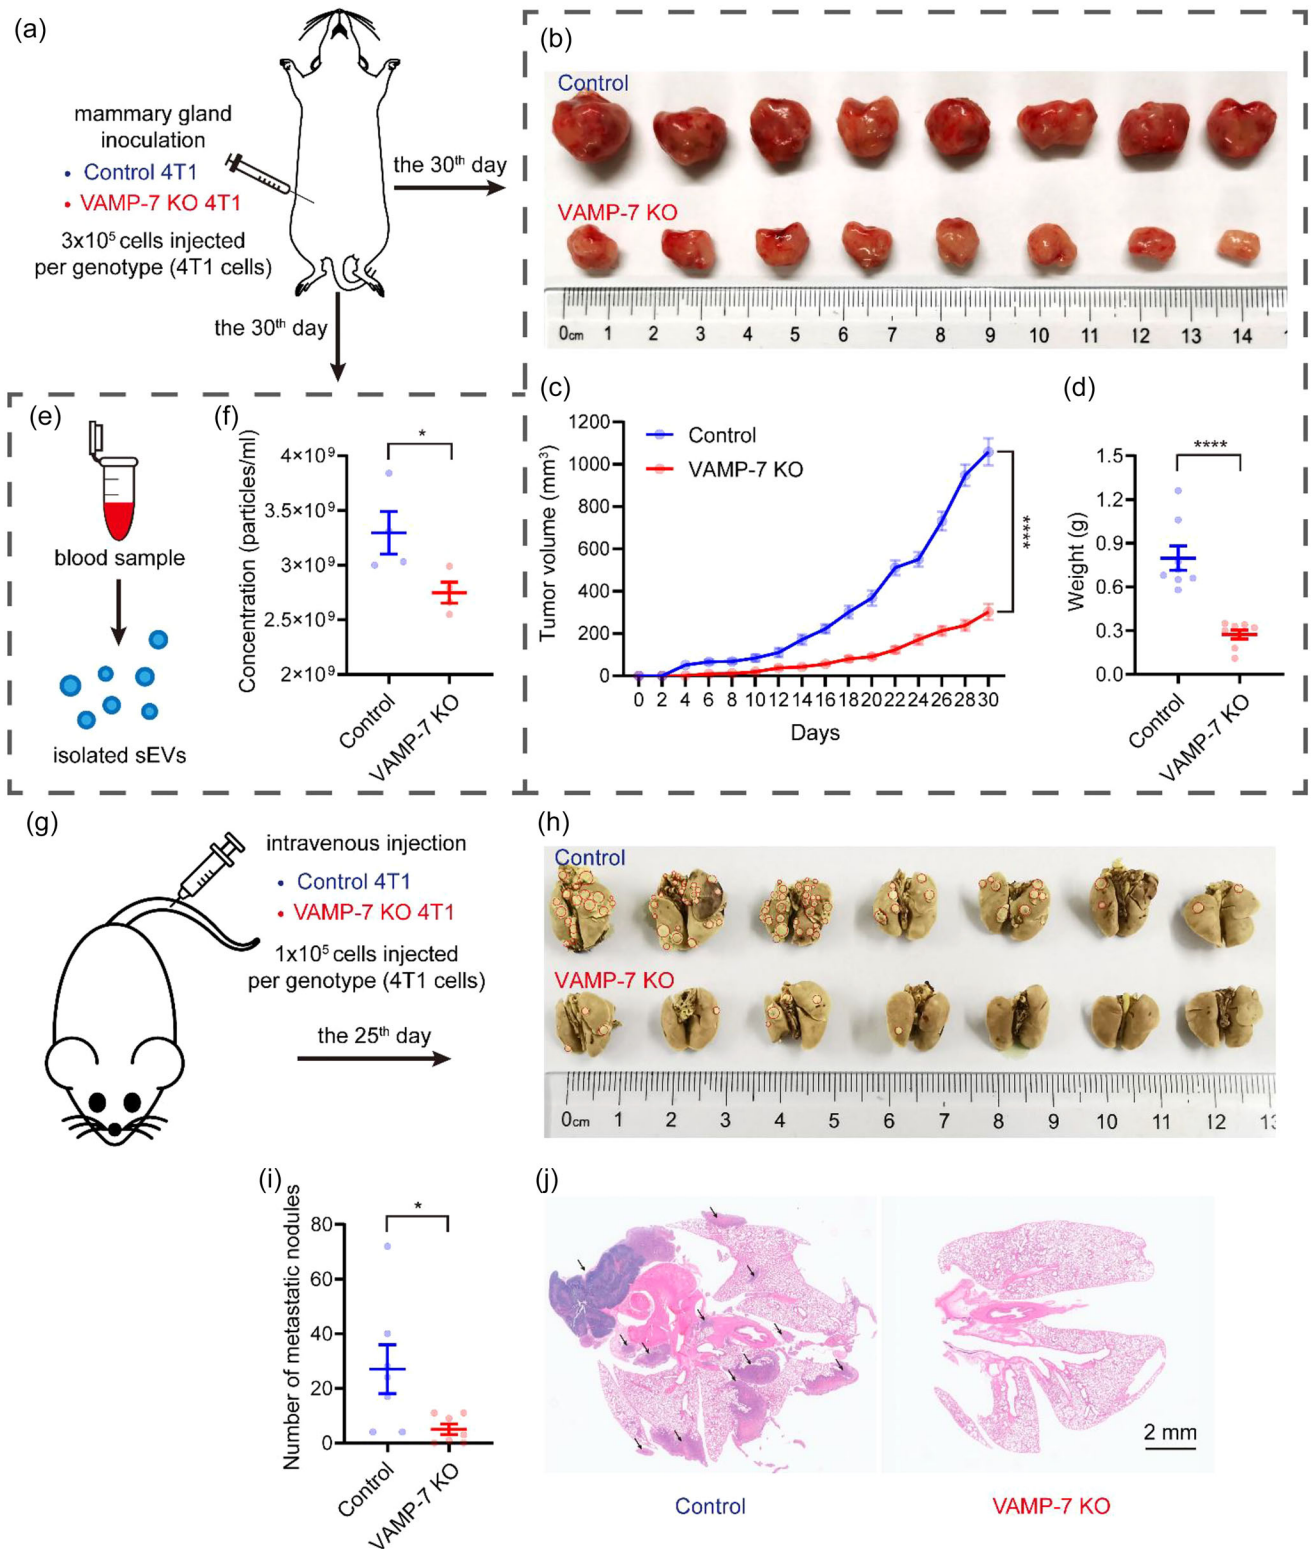 (a)
mammary gland
inoculation
• Control 4T1
• VAMP-7 KO 4T1
3x10⁵ cells injected
per genotype (4T1 cells)
the 30th day
the 30th day
(b)
Control
VAMP-7 KO
0cm 1 2 3 4 5 6 7 8 9 10 11 12 13 14
(c)
Tumor volume (mm³)
1200
1000
800
600
400
200
0
Control
VAMP-7 KO
****
0 2 4 6 8 10 12 14 16 18 20 22 24 26 28 30
Days
(d)
****
Weight (g)
1.5
1.2
0.9
0.6
0.3
0.0
Control
VAMP-7 KO
(e)
blood sample
isolated sEVs
(f)
*
Concentration (particles/ml)
4×10⁹
3.5×10⁹
3×10⁹
2.5×10⁹
2×10⁹
Control
VAMP-7 KO
(g)
intravenous injection
• Control 4T1
• VAMP-7 KO 4T1
1x10⁵ cells injected
per genotype (4T1 cells)
the 25th day
(h)
Control
VAMP-7 KO
0cm 1 2 3 4 5 6 7 8 9 10 11 12 13
(i)
*
Number of metastatic nodules
80
60
40
20
0
Control
VAMP-7 KO
(j)
2 mm
Control
VAMP-7 KO